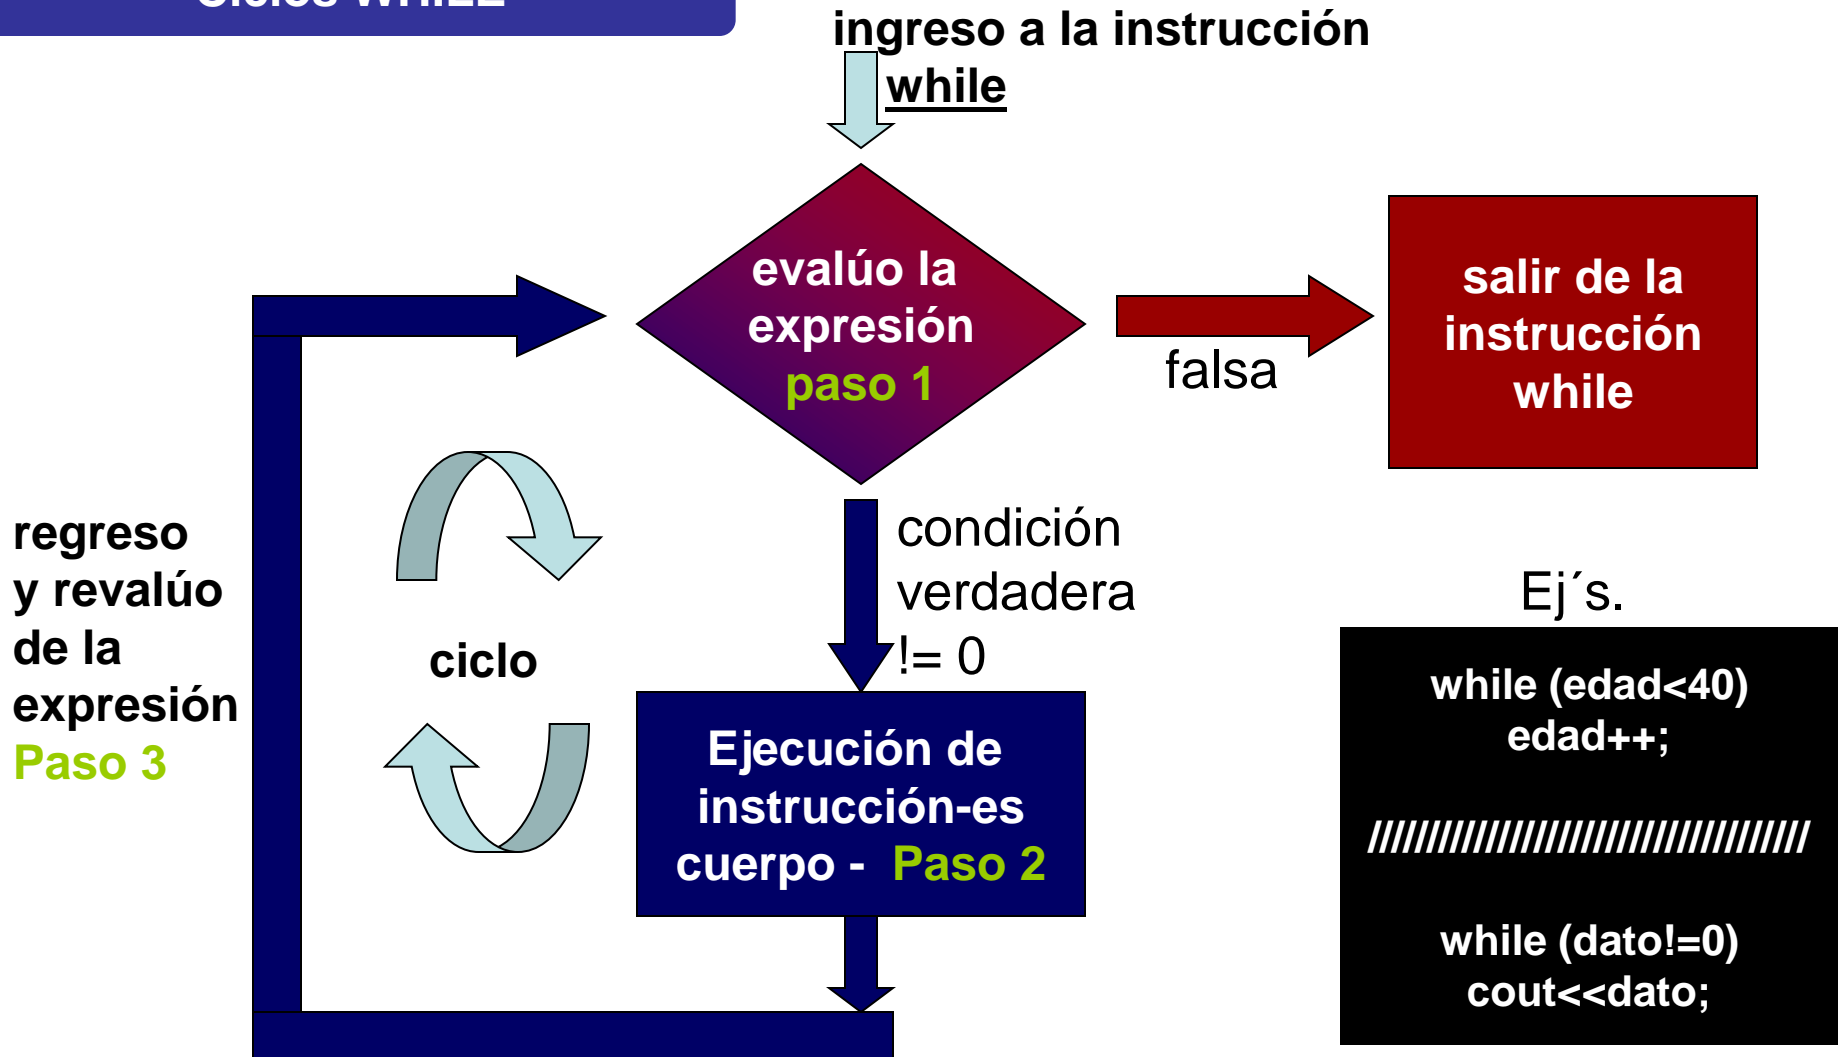 Ciclos WHILE
ingreso a la instrucción
while
evalúo la
expresión
paso 1
falsa
salir de la
instrucción
while
condición
verdadera
!= 0
regreso
y revalúo
de la
expresión
Paso 3
ciclo
Ejecución de
instrucción-es
cuerpo - Paso 2
Ej´s.
while (edad<40)
edad++;
/////////////////////////////////////
while (dato!=0)
cout<<dato;